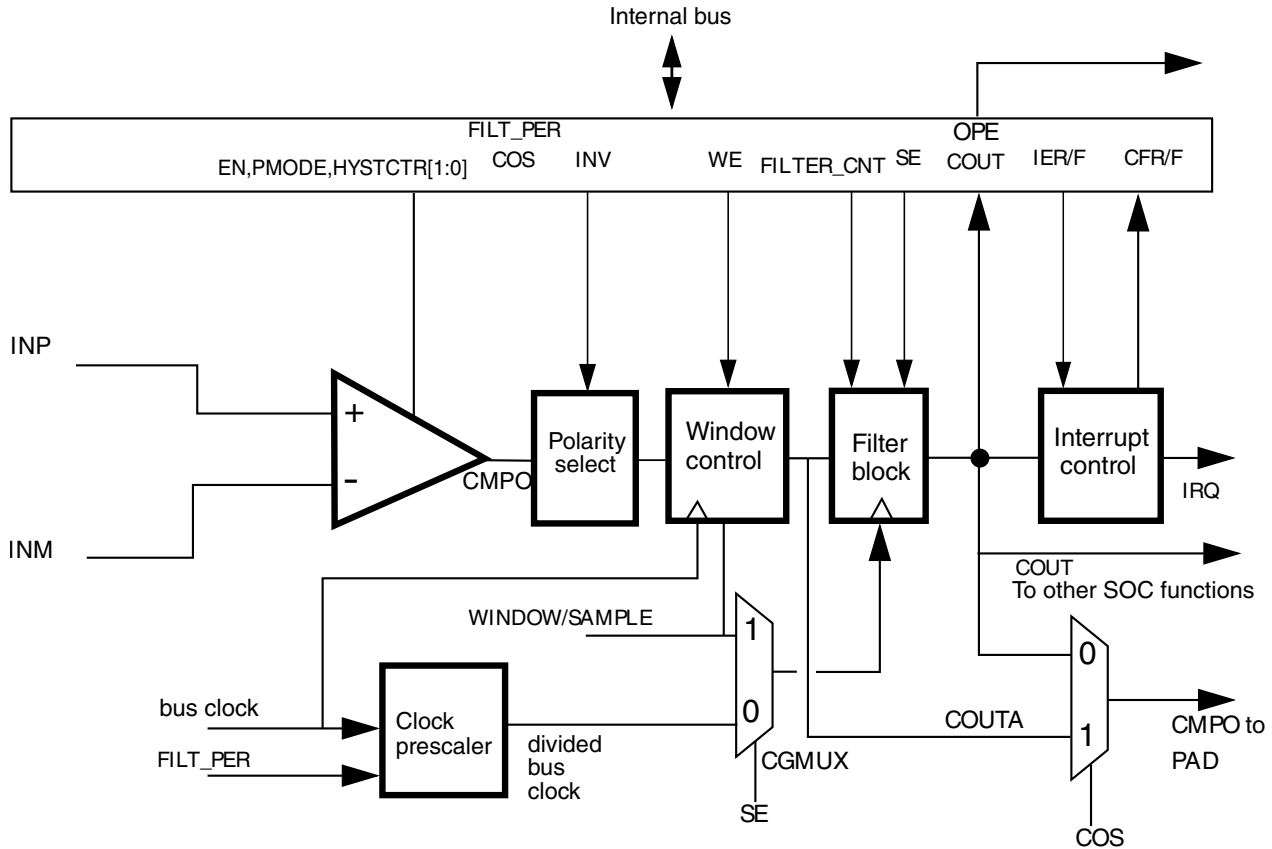 Internal bus
FILT_PER
OPE
EN,PMODE,HYSTCTR[1:0]
COS
INV
WE
FILTER_CNT
SE
COUT
IER/F
CFR/F
INP
+
-
INM
CMPO
Polarity
select
Window
control
Filter
block
Interrupt
control
IRQ
COUT
To other SOC functions
WINDOW/SAMPLE
1
0
CGMUX
SE
bus clock
FILT_PER
Clock
prescaler
divided
bus
clock
0
COUTA
1
CMPO to
PAD
COS